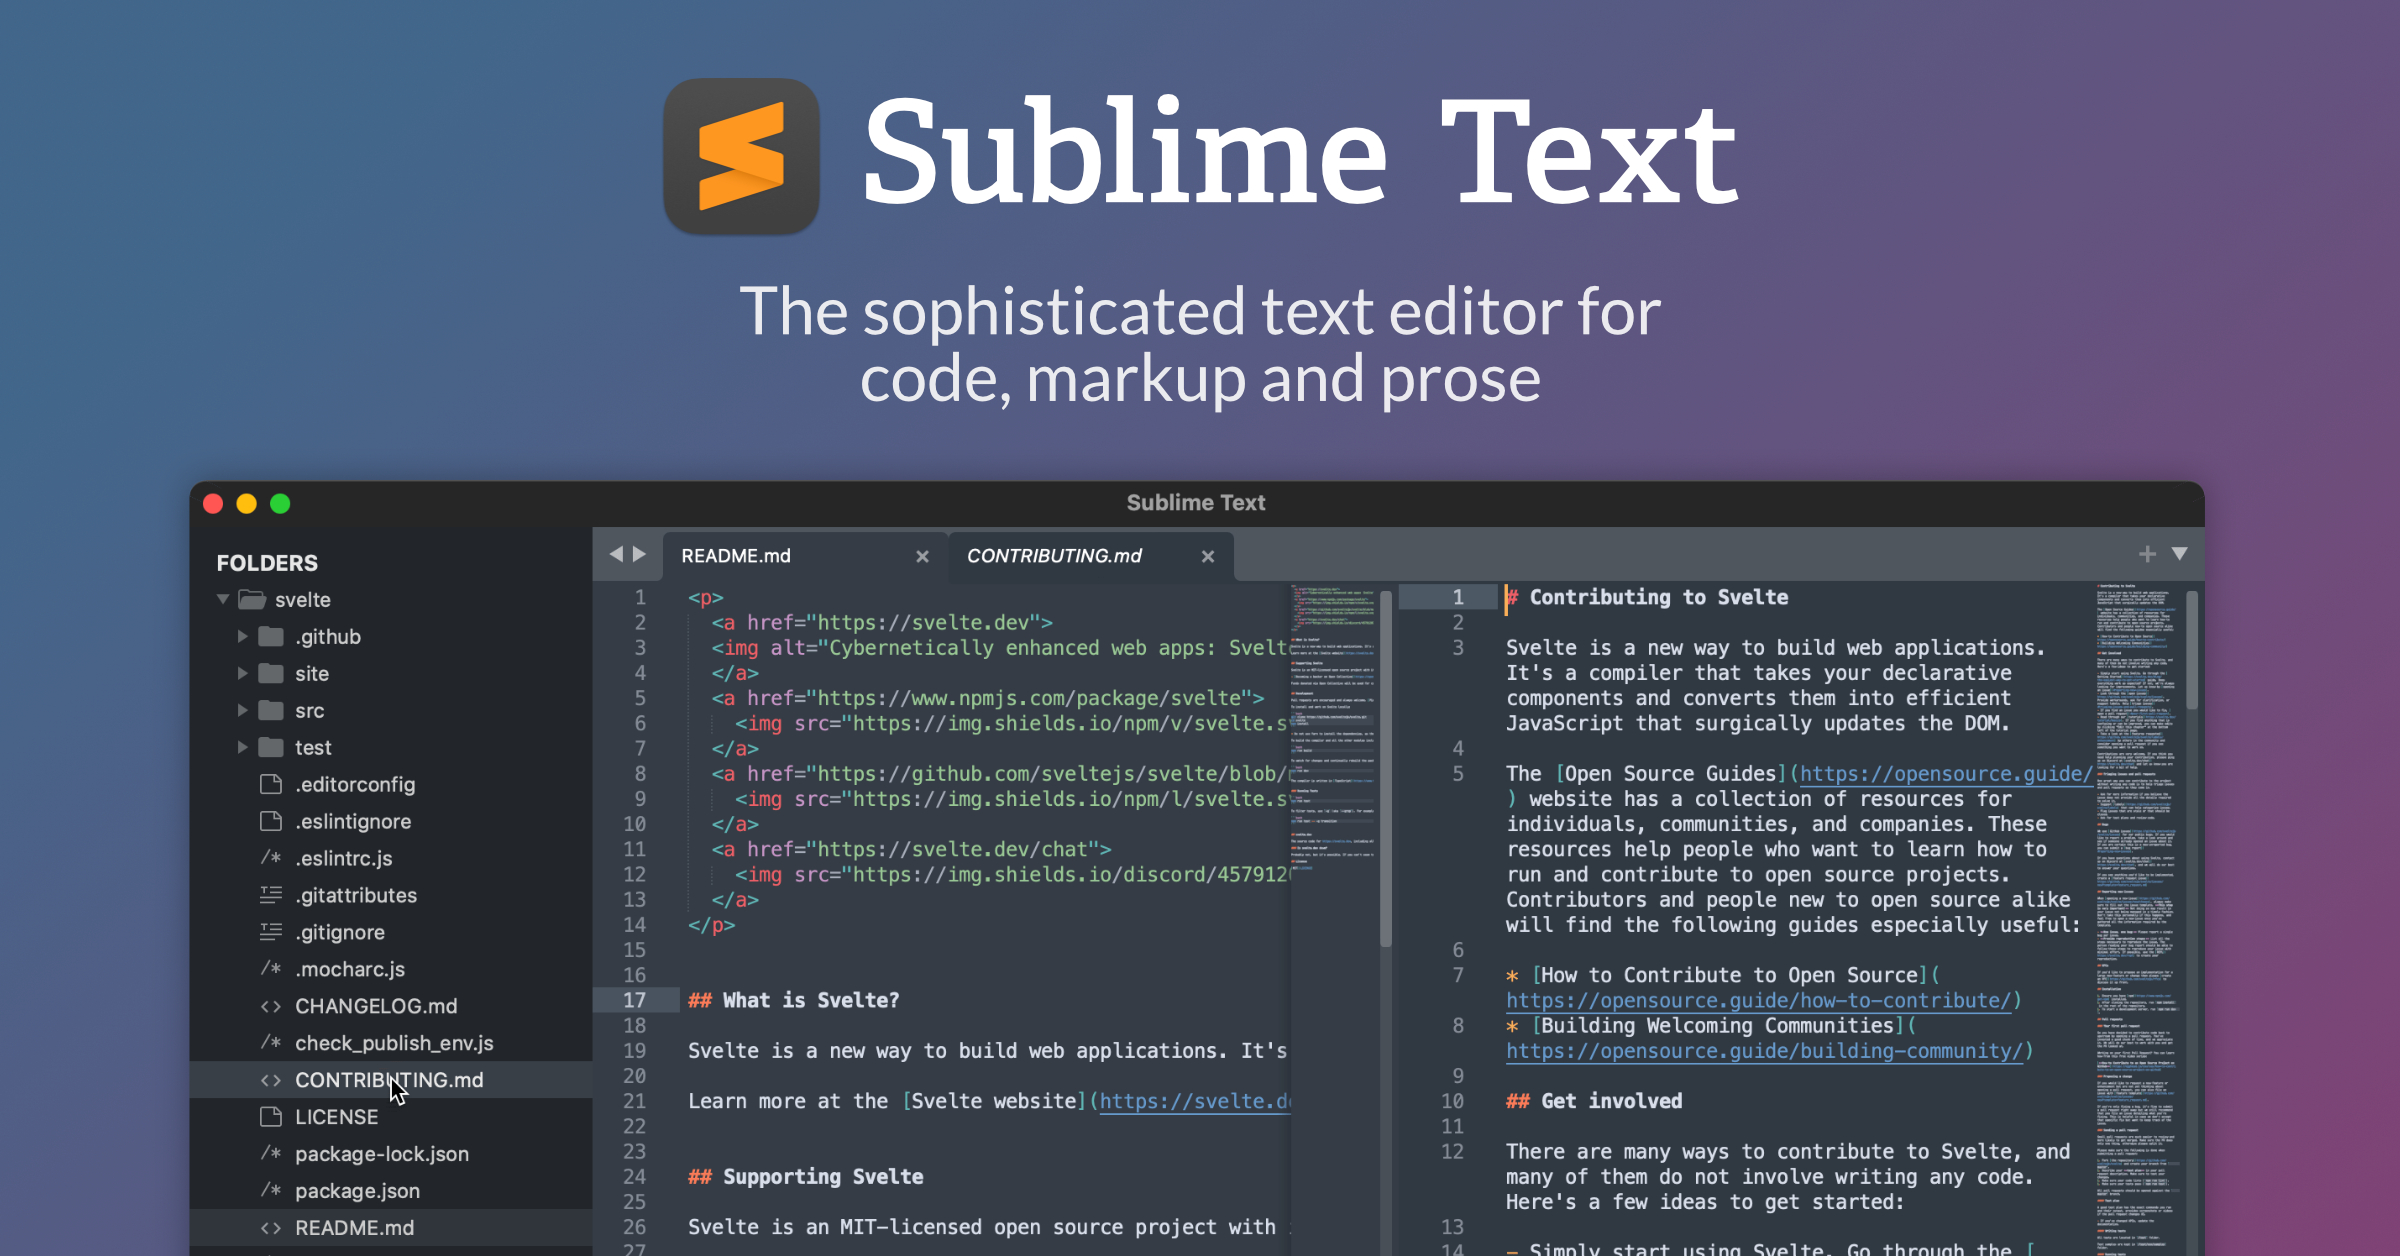 Sublime Text
The sophisticated text editor for
code, markup and prose
Sublime Text
FOLDERS
svelte
.github
site
src
test
.editorconfig
.eslintignore
/* .eslintrc.js
.gitattributes
.gitignore
/* .mocharc.js
<> CHANGELOG.md
/* check_publish_env.js
<> CONTRIBUTING.md
LICENSE
/* package-lock.json
/* package.json
<> README.md
README.md × CONTRIBUTING.md ×
1 <p>
2 <a href="https://svelte.dev">
3 <img alt="Cybernetically enhanced web apps: Svelt
4 </a>
5 <a href="https://www.npmjs.com/package/svelte">
6 <img src="https://img.shields.io/npm/v/svelte.s
7 </a>
8 <a href="https://github.com/sveltejs/svelte/blob/
9 <img src="https://img.shields.io/npm/l/svelte.s
10 </a>
11 <a href="https://svelte.dev/chat">
12 <img src="https://img.shields.io/discord/457912
13 </a>
14 </p>
15
16
17 ## What is Svelte?
18
19 Svelte is a new way to build web applications. It's
20
21 Learn more at the [Svelte website](https://svelte.d
22
23
24 ## Supporting Svelte
25
26 Svelte is an MIT-licensed open source project with
27
1 # Contributing to Svelte
2
3 Svelte is a new way to build web applications.
It's a compiler that takes your declarative
components and converts them into efficient
JavaScript that surgically updates the DOM.
4
5 The [Open Source Guides](https://opensource.guide/
) website has a collection of resources for
individuals, communities, and companies. These
resources help people who want to learn how to
run and contribute to open source projects.
Contributors and people new to open source alike
will find the following guides especially useful:
6
7 * [How to Contribute to Open Source](
https://opensource.guide/how-to-contribute/)
8 * [Building Welcoming Communities](
https://opensource.guide/building-community/)
9
10 ## Get involved
11
12 There are many ways to contribute to Svelte, and
many of them do not involve writing any code.
Here's a few ideas to get started:
13
14 - Simply start using Svelte. Go through the [